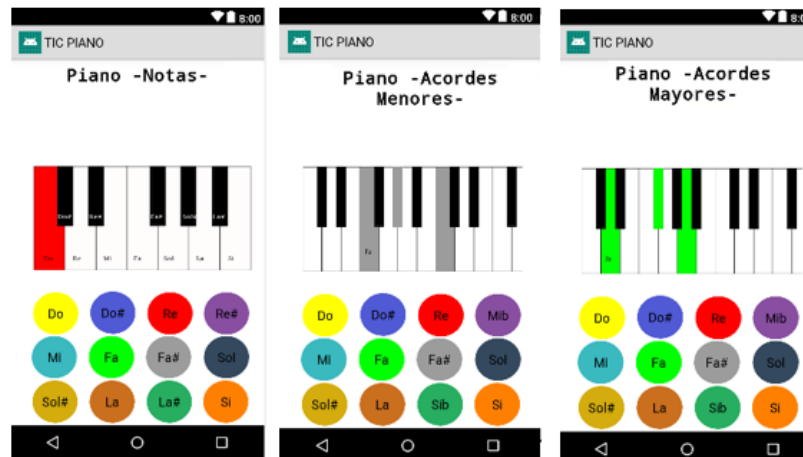 8:00
TIC PIANO
Piano -Notas-
Do# Re# Fa# Sol# La#
Re Mi Fa Sol La Si
Do Do# Re Re#
Mi Fa Fa# Sol
Sol# La La# Si
8:00
TIC PIANO
Piano -Acordes
Menores-
Fa
Do Do# Re Mib
Mi Fa Fa# Sol
Sol# La Sib Si
8:00
TIC PIANO
Piano -Acordes
Mayores-
Do Do# Re Mib
Mi Fa Fa# Sol
Sol# La Sib Si